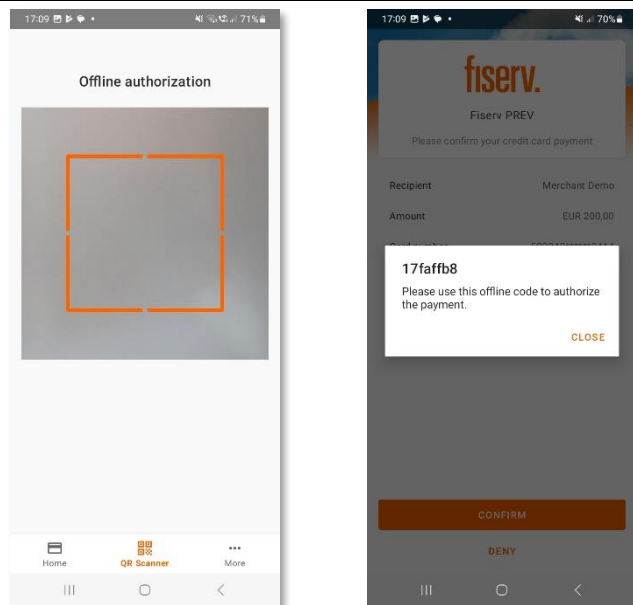 17:09
71%
Offline authorization
Home
QR Scanner
More
17:09
70%
fiserv.
Fiserv PREV
Please confirm your credit card payment
Recipient Merchant Demo
Amount EUR 200,00
17faffb8
Please use this offline code to authorize
the payment.
CLOSE
CONFIRM
DENY